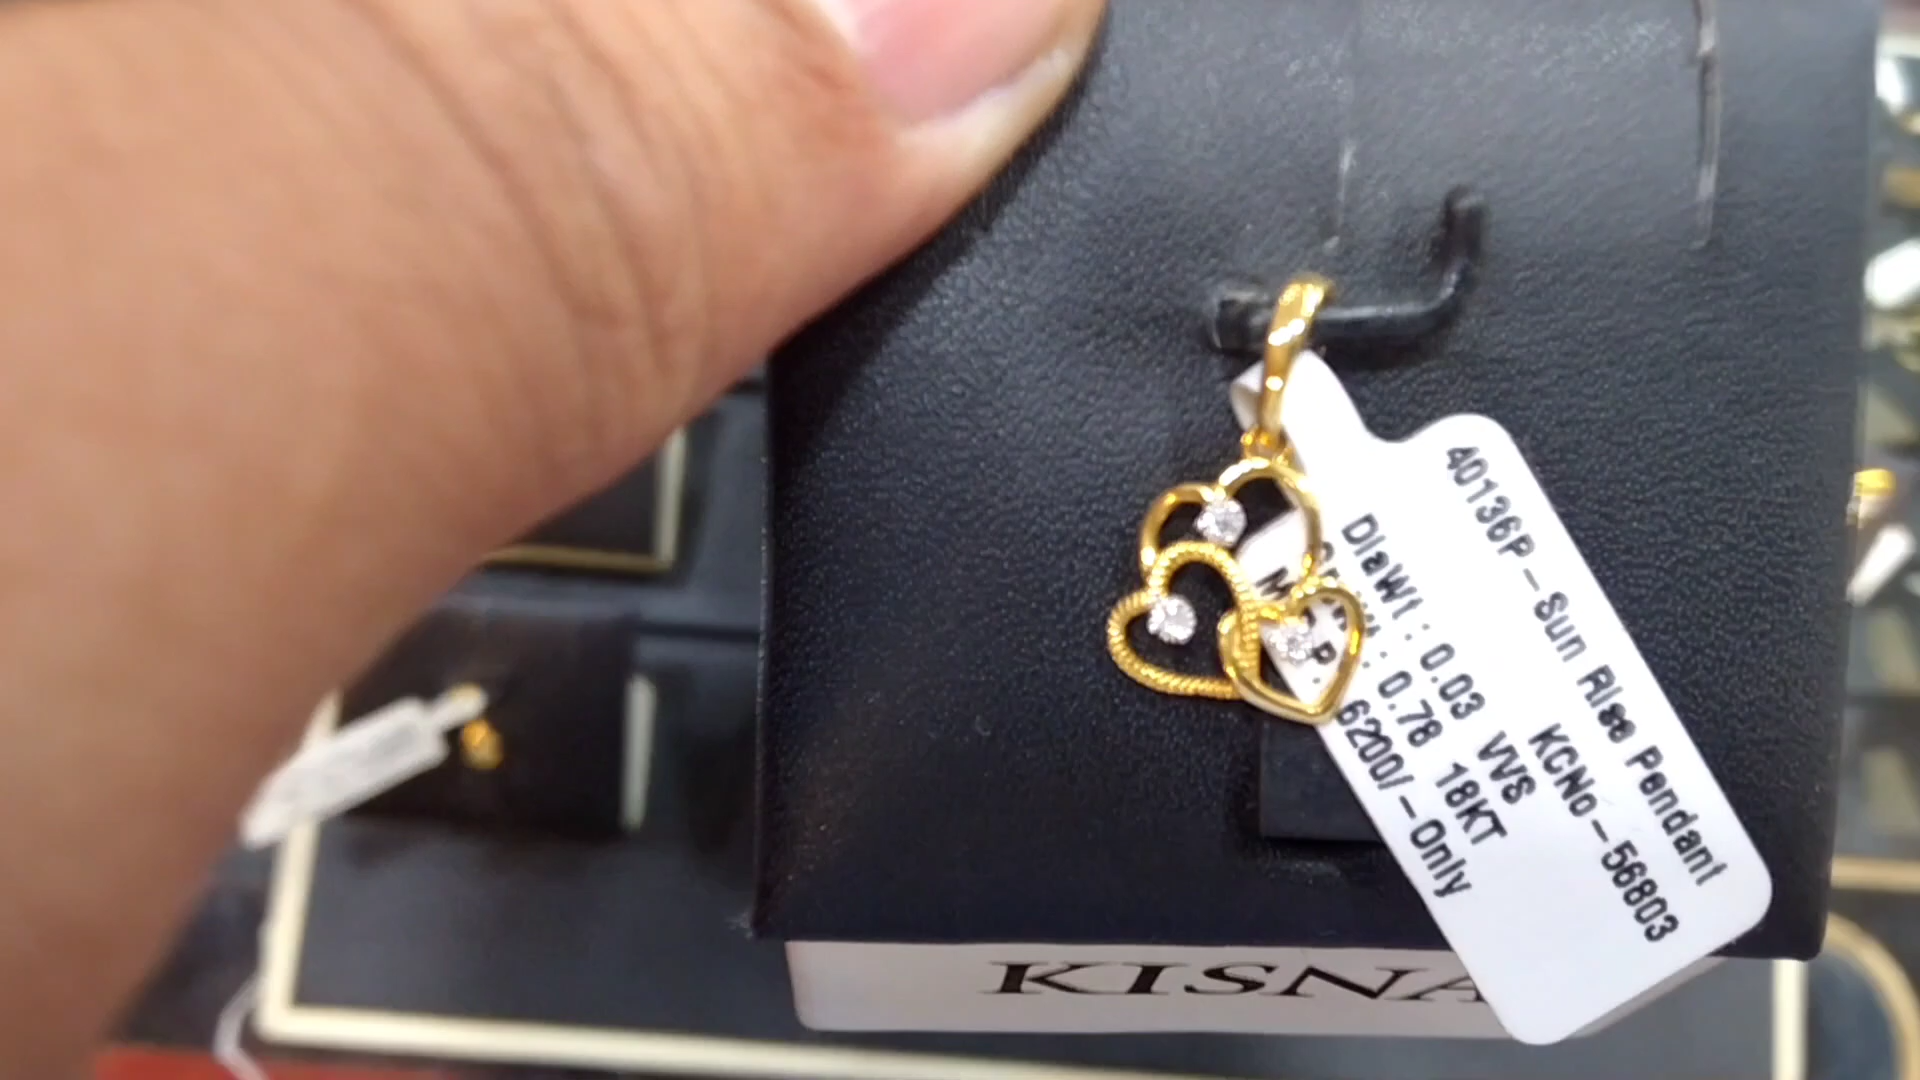 40136P-Sun Rise Pendant
KCNo-56803
DiaWt : 0.03 VVS
: 0.78 18KT
6200/-Only
KISNA